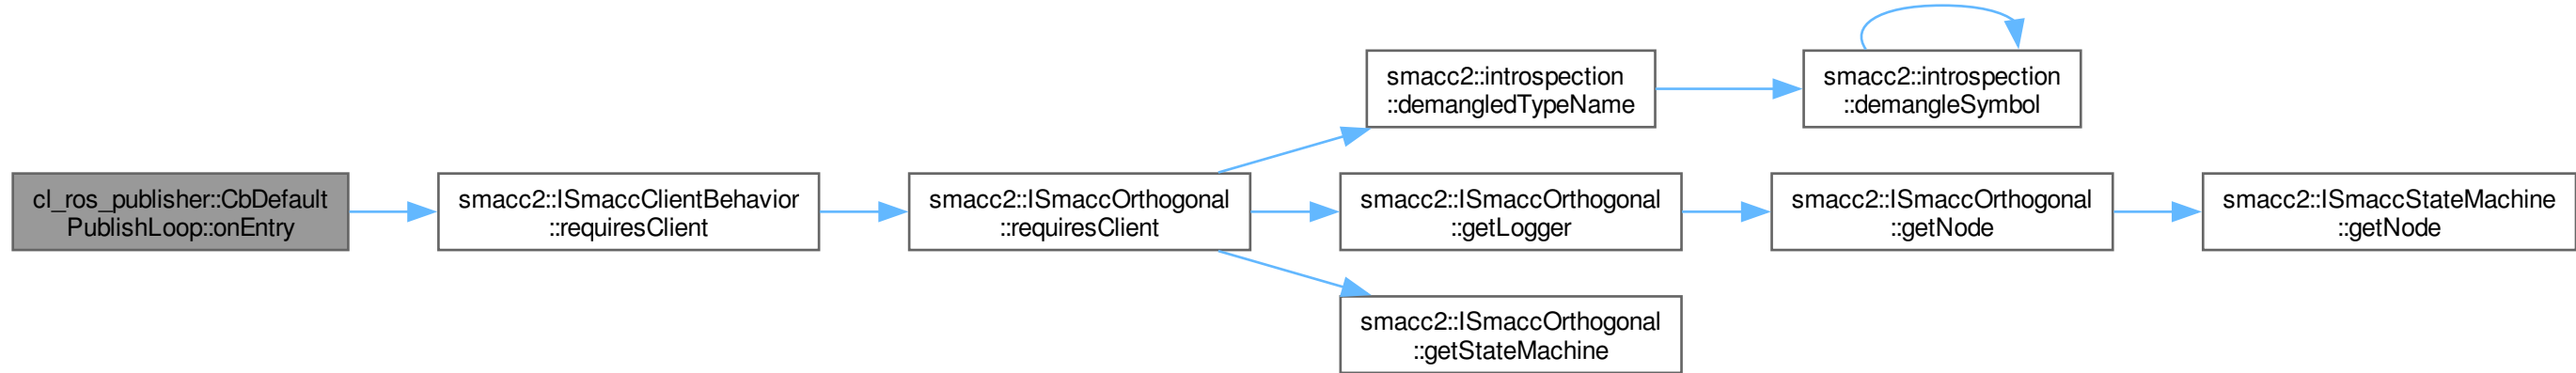 smacc2::introspection
::demangledTypeName
smacc2::introspection
::demangleSymbol
cl_ros_publisher::CbDefault
PublishLoop::onEntry
smacc2::ISmaccClientBehavior
::requiresClient
smacc2::ISmaccOrthogonal
::requiresClient
smacc2::ISmaccOrthogonal
::getLogger
smacc2::ISmaccOrthogonal
::getNode
smacc2::ISmaccStateMachine
::getNode
smacc2::ISmaccOrthogonal
::getStateMachine